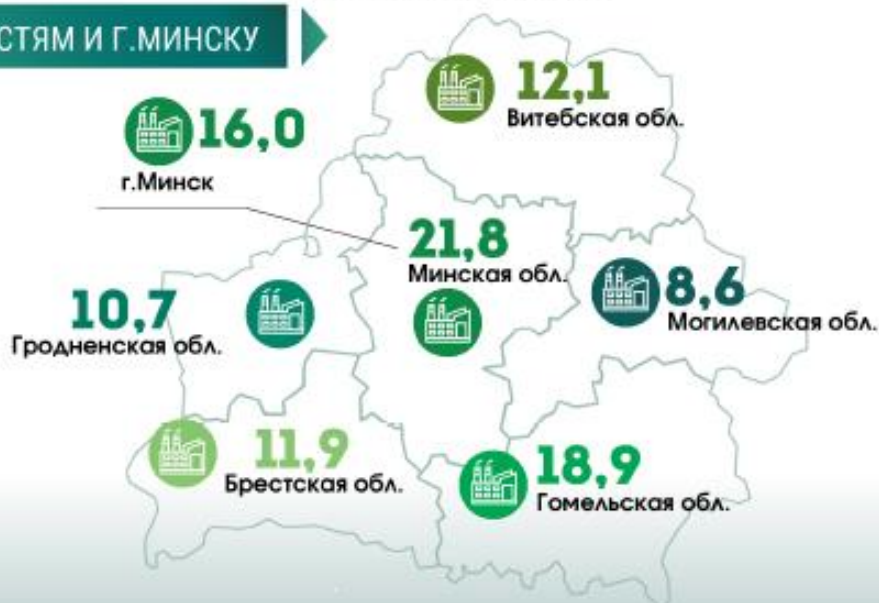 СТЯМ И Г.МИНСКУ
12,1
Витебская обл.
16,0
г.Минск
21,8
Минская обл.
8,6
Могилевская обл.
10,7
Гродненская обл.
11,9
Брестская обл.
18,9
Гомельская обл.